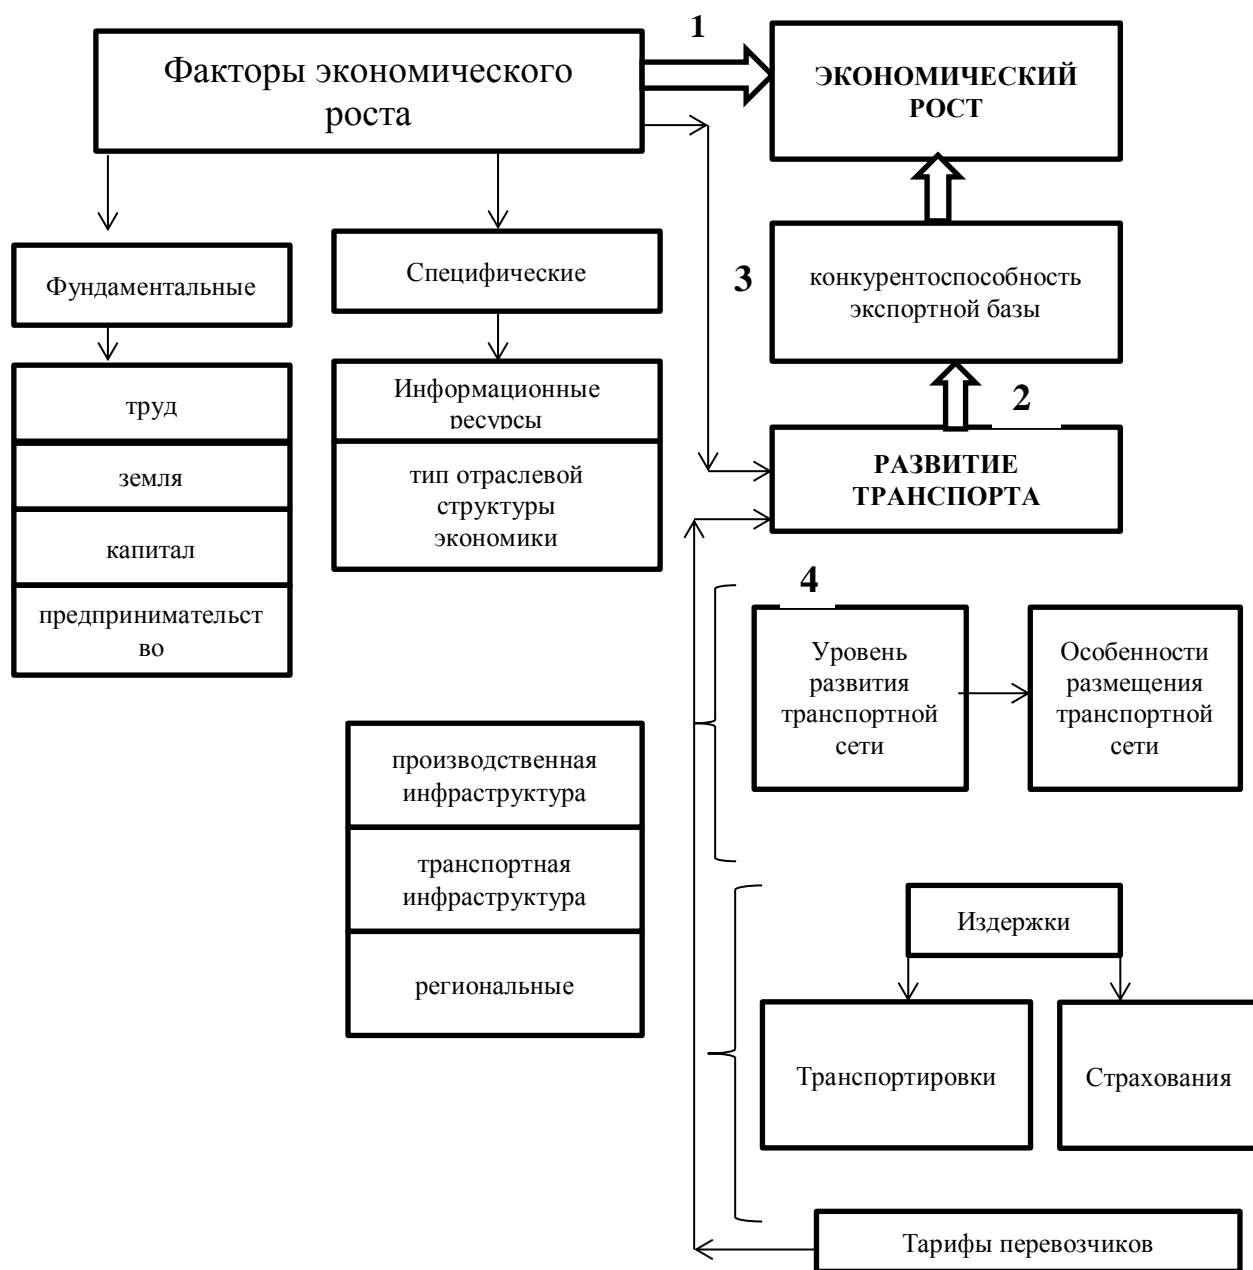 1
Факторы экономического
роста
ЭКОНОМИЧЕСКИЙ
РОСТ
Фундаментальные
Специфические
3
конкурентоспособность
экспортной базы
труд
земля
капитал
предпринимательст
во
Информационные
ресурсы
тип отраслевой
структуры
экономики
2
РАЗВИТИЕ
ТРАНСПОРТА
4
Уровень
развития
транспортной
сети
Особенности
размещения
транспортной
сети
производственная
инфраструктура
транспортная
инфраструктура
региональные
Издержки
Транспортировки
Страхования
Тарифы перевозчиков